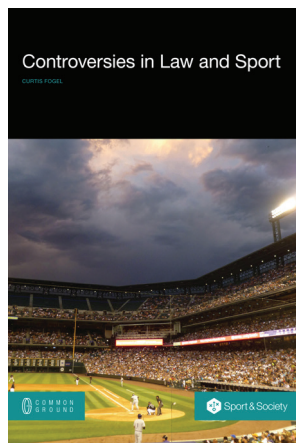 Controversies in Law and Sport
CURTIS FOGEL
COMMON
GROUND
Sport & Society